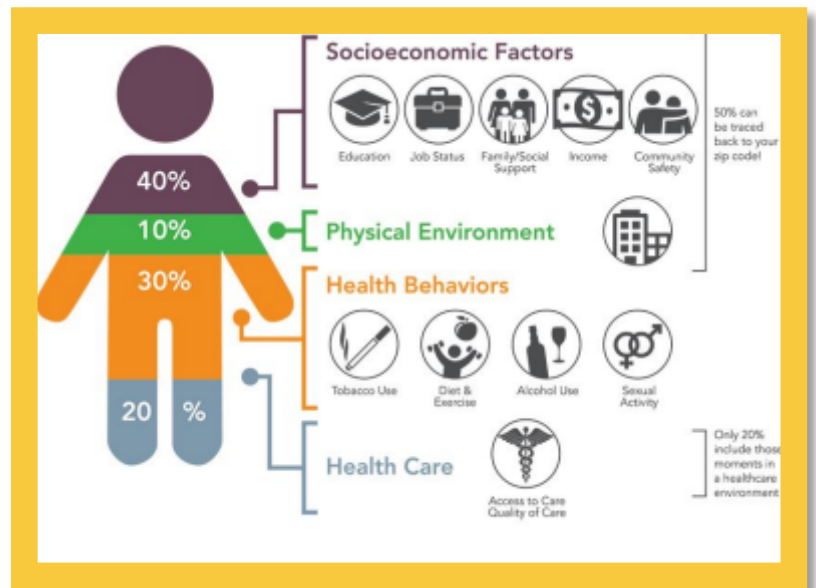 Socioeconomic Factors
Education
Job Status
Family/Social
Support
Income
Community
Safety
50% can
be traced
back to your
zip code!
40%
10%
Physical Environment
30%
Health Behaviors
Tobacco Use
Diet &
Exercise
Alcohol Use
Sexual
Activity
20 %
Health Care
Access to Care
Quality of Care
Only 20%
include those
moments in
a healthcare
environment